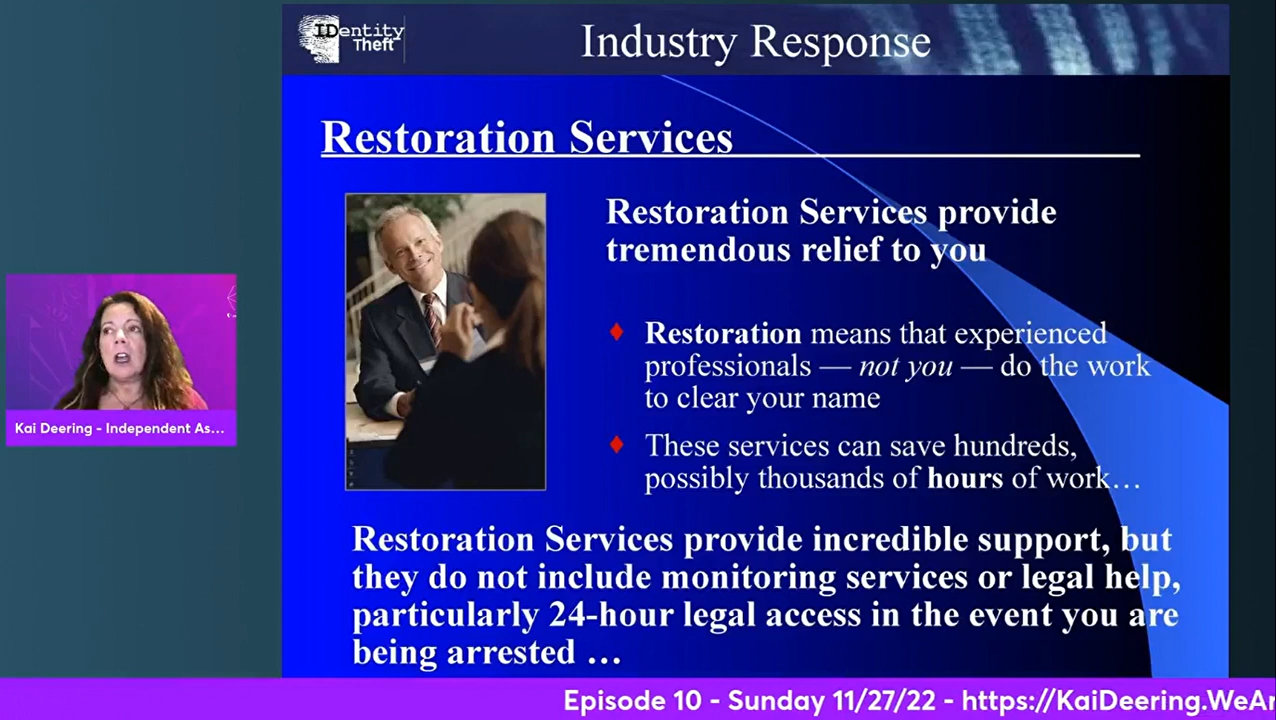 IDentity
Theft
Industry Response
Restoration Services
Restoration Services provide
tremendous relief to you
Restoration means that experienced
professionals — not you — do the work
to clear your name
These services can save hundreds,
possibly thousands of hours of work…
Restoration Services provide incredible support, but
they do not include monitoring services or legal help,
particularly 24-hour legal access in the event you are
being arrested …
Kai Deering - Independent As...
Episode 10 - Sunday 11/27/22 - https://KaiDeering.WeAr